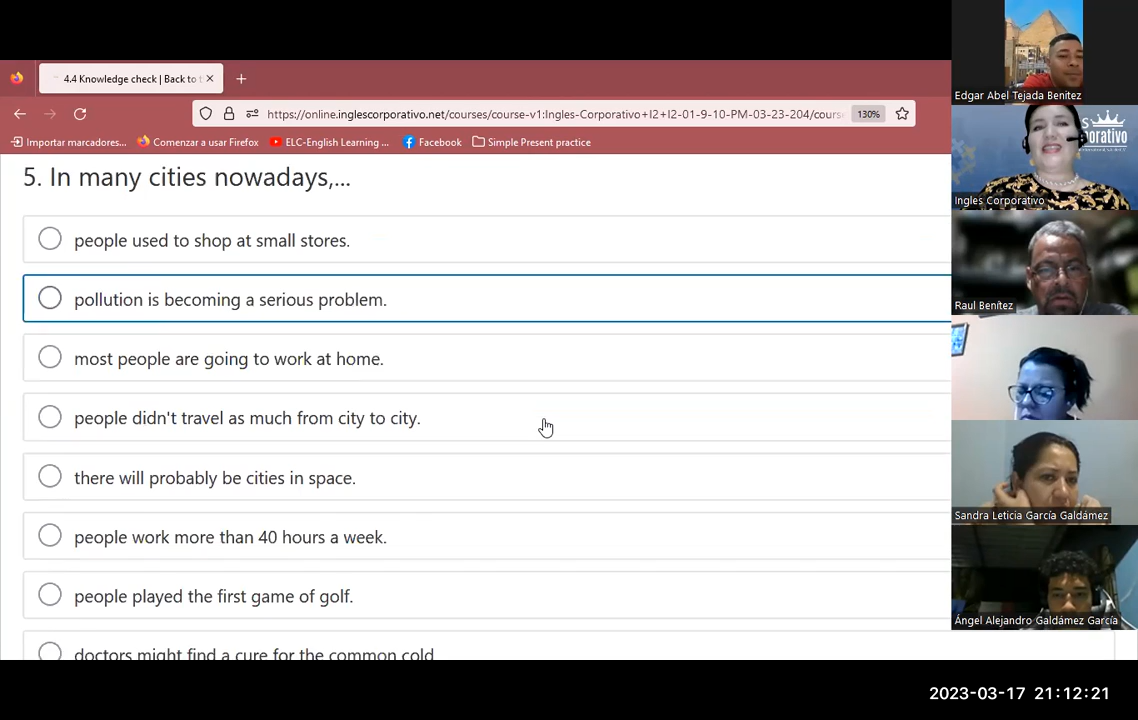 4.4 Knowledge check | Back to t
https://online.inglescorporativo.net/courses/course-v1:Ingles-Corporativo+I2+I2-01-9-10-PM-03-23-204/cours
130%
Importar marcadores...
Comenzar a usar Firefox
ELC-English Learning ...
Facebook
Simple Present practice
5. In many cities nowadays,...
people used to shop at small stores.
pollution is becoming a serious problem.
most people are going to work at home.
people didn't travel as much from city to city.
there will probably be cities in space.
people work more than 40 hours a week.
people played the first game of golf.
doctors might find a cure for the common cold
Edgar Abel Tejada Benitez
orativo
Ingles Corporativo
Raul Benítez
Sandra Leticia García Galdámez
Ángel Alejandro Galdámez García
2023-03-17 21:12:21